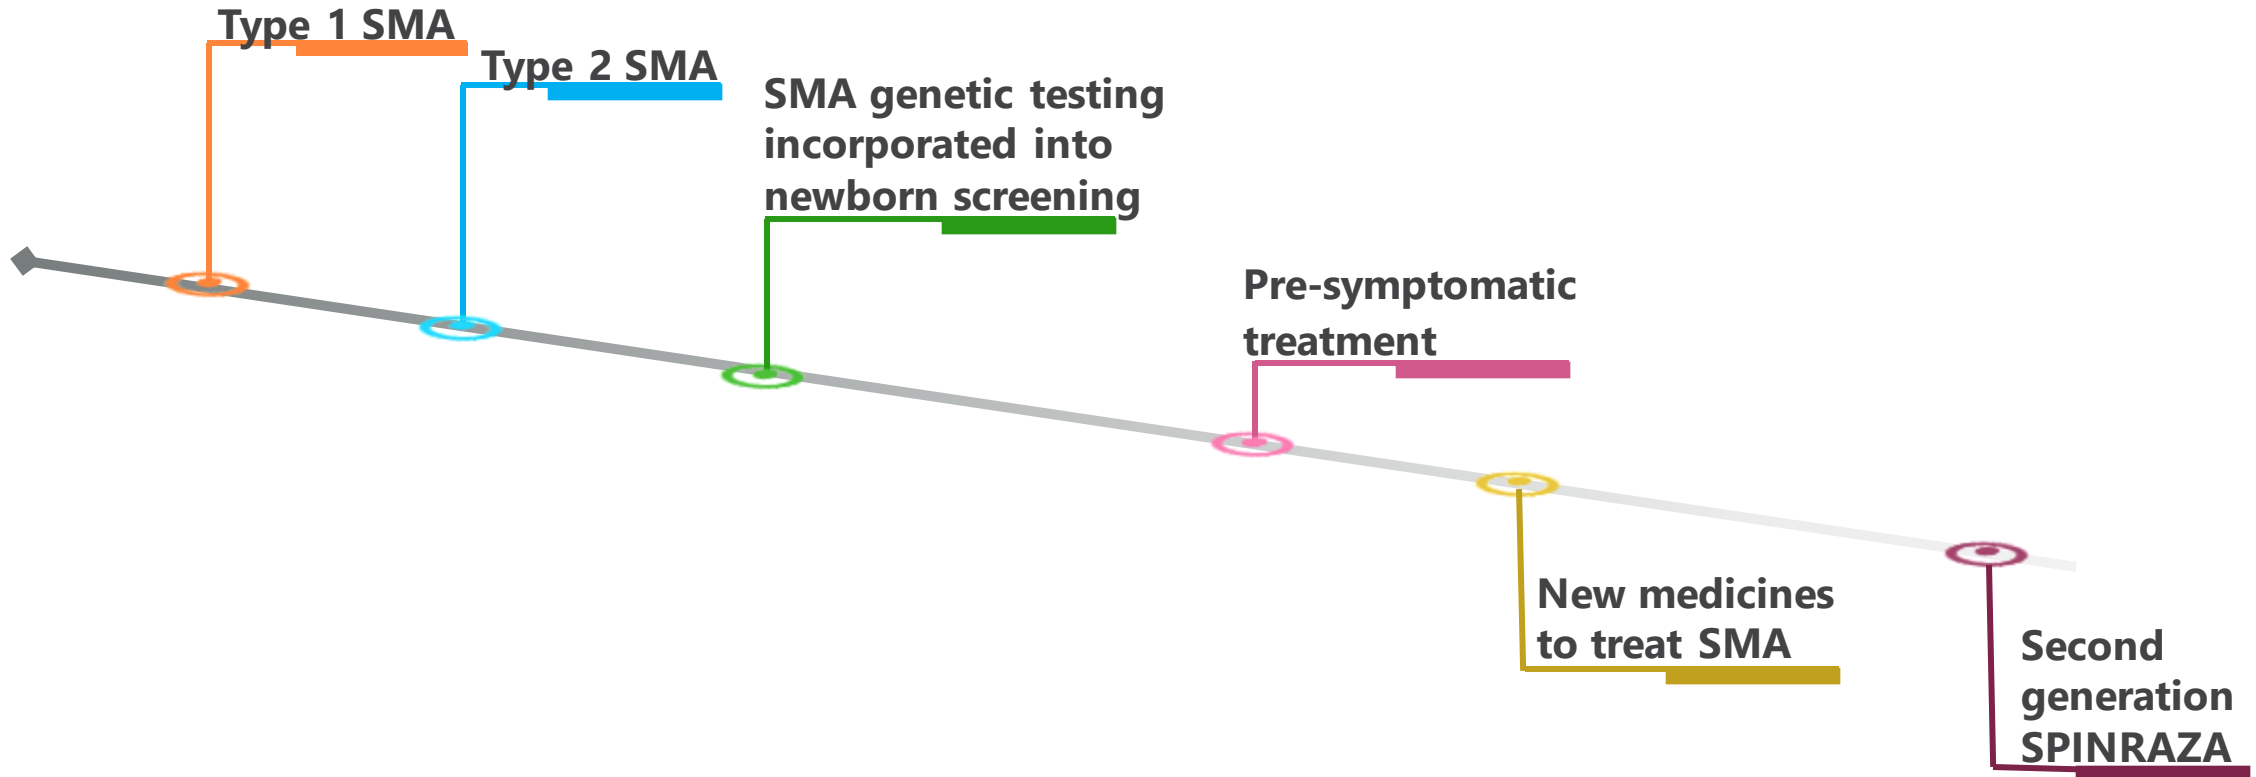 Type 1 SMA
Type 2 SMA
SMA genetic testing
incorporated into
newborn screening
Pre-symptomatic
treatment
New medicines
to treat SMA
Second
generation
SPINRAZA